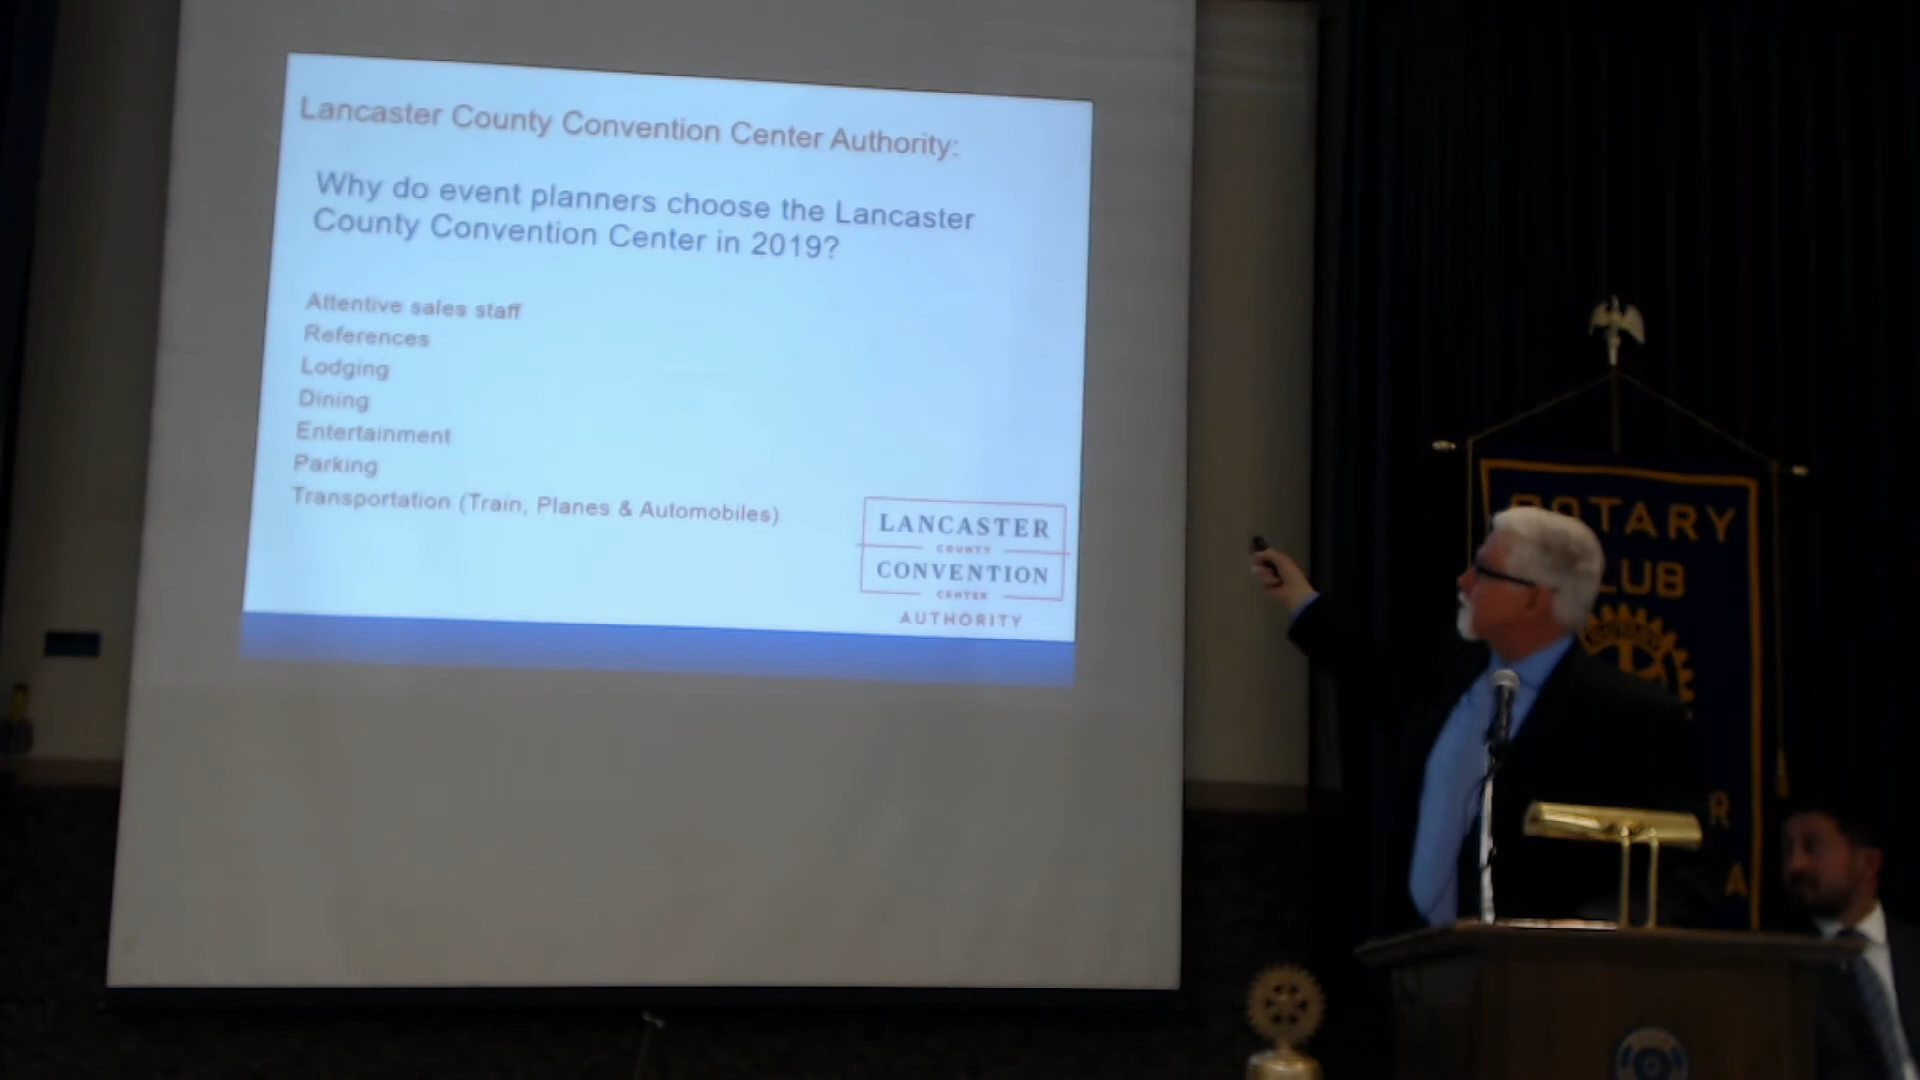 Lancaster County Convention Center Authority:
Why do event planners choose the Lancaster
County Convention Center in 2019?
Attentive sales staff
References
Lodging
Dining
Entertainment
Parking
Transportation (Train, Planes & Automobiles)
LANCASTER
COUNTY
CONVENTION
CENTER
AUTHORITY
ROTARY
CLUB
R
A